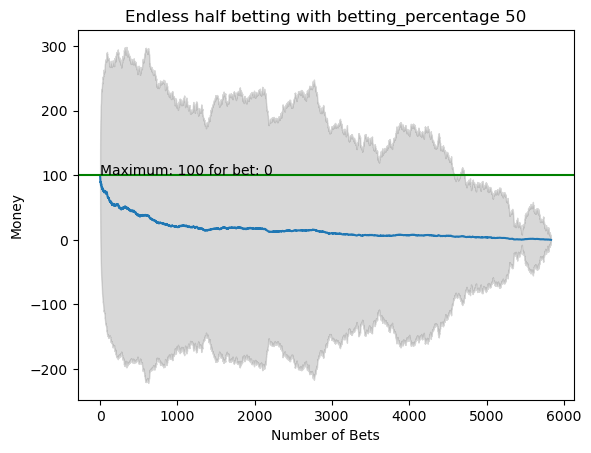 Endless half betting with betting_percentage 50
300
200
100
Maximum: 100 for bet: 0
0
−100
−200
Money
0 1000 2000 3000 4000 5000 6000
Number of Bets